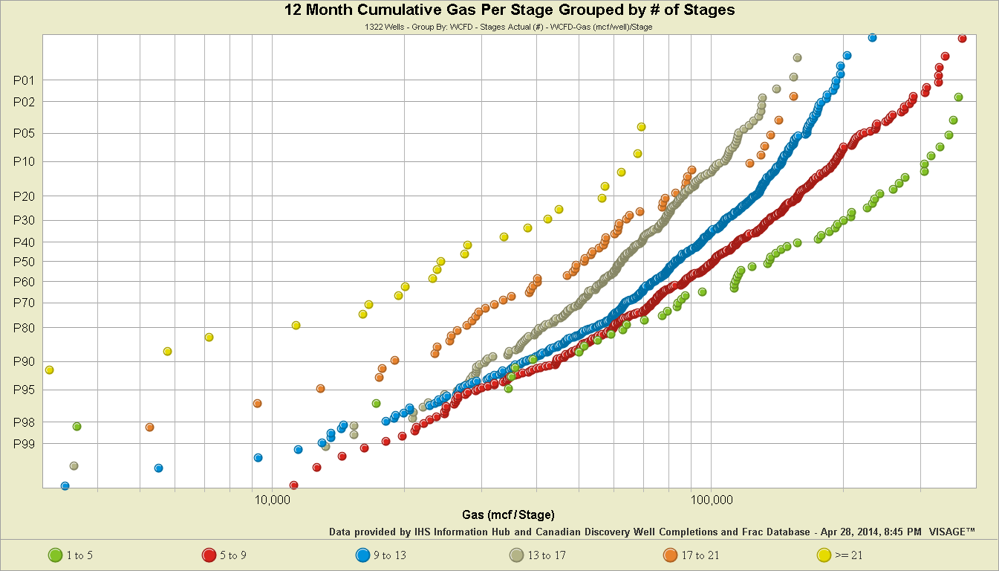 12 Month Cumulative Gas Per Stage Grouped by # of Stages
1322 Wells - Group By: WCFD - Stages Actual (#) - WCFD-Gas (mcf/well)/Stage
P01
P02
P05
P10
P20
P30
P40
P50
P60
P70
P80
P90
P95
P98
P99
10,000
100,000
Gas (mcf/Stage)
Data provided by IHS Information Hub and Canadian Discovery Well Completions and Frac Database - Apr 28, 2014, 8:45 PM VISAGE™
1 to 5
5 to 9
9 to 13
13 to 17
17 to 21
>= 21